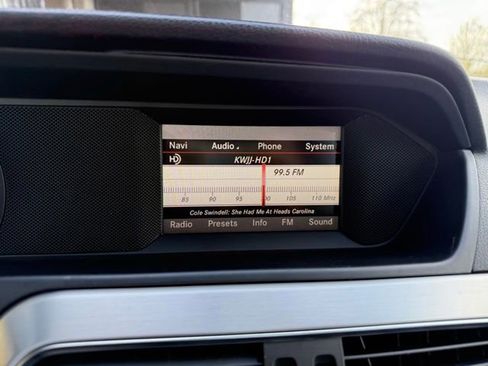 Navi Audio Phone System
HD KWJJ-HD1
99.5 FM
85 90 95 100 105 110 MHz
Cole Swindell: She Had Me At Heads Carolina
Radio Presets Info FM Sound